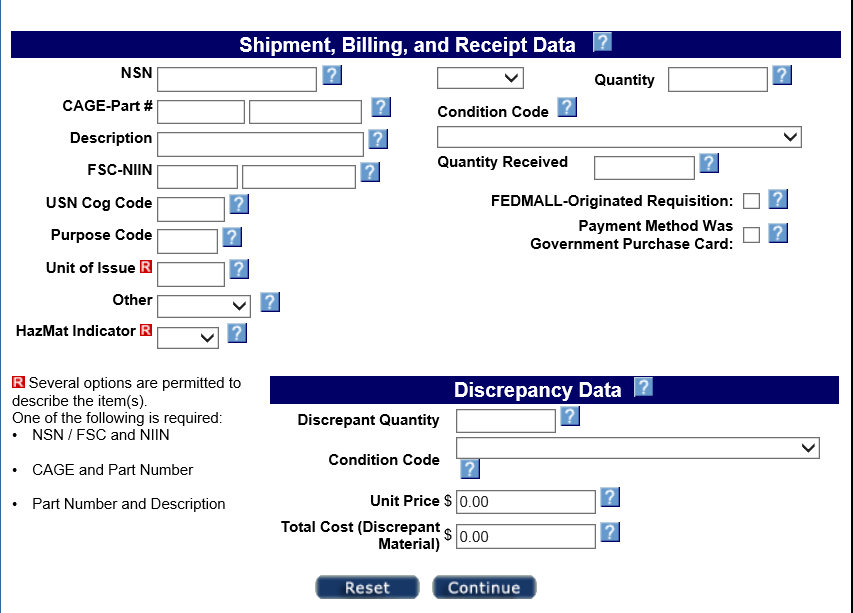 Shipment, Billing, and Receipt Data ?
NSN ?
Quantity ?
CAGE-Part # ?
Condition Code ?
Description ?
FSC-NIIN ?
Quantity Received ?
USN Cog Code ?
FEDMALL-Originated Requisition: ?
Purpose Code ?
Payment Method Was
Government Purchase Card: ?
Unit of Issue R ?
Other ?
HazMat Indicator R ?
R Several options are permitted to
describe the item(s).
One of the following is required:
• NSN / FSC and NIIN
• CAGE and Part Number
• Part Number and Description
Discrepancy Data ?
Discrepant Quantity ?
Condition Code ?
Unit Price $ 0.00 ?
Total Cost (Discrepant
Material) $ 0.00 ?
Reset Continue